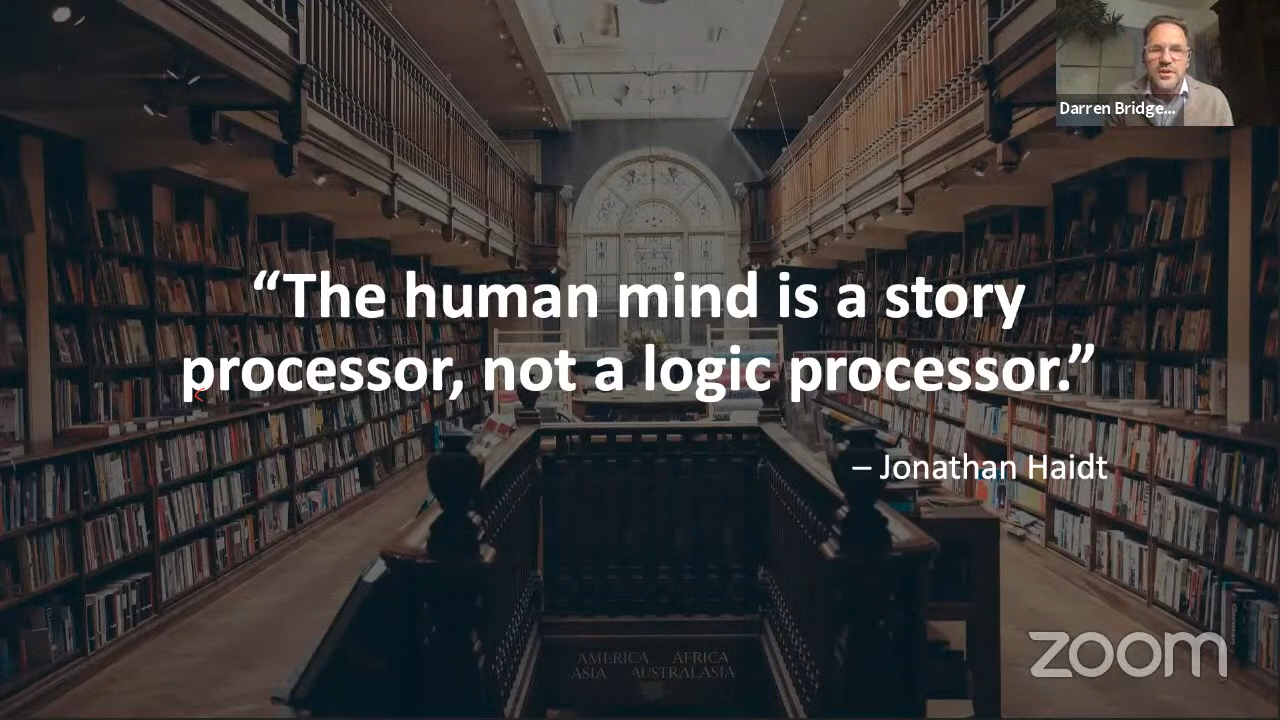 Darren Bridge...
“The human mind is a story
processor, not a logic processor.”
– Jonathan Haidt
AMERICA AFRICA
ASIA AUSTRALASIA
zoom